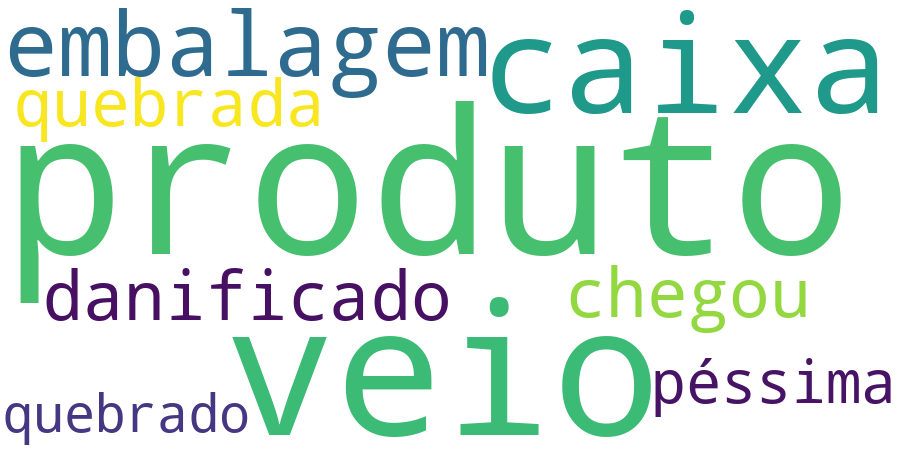 embalagem caixa
quebrada
produto
danificado chegou
veio
péssima
quebrado